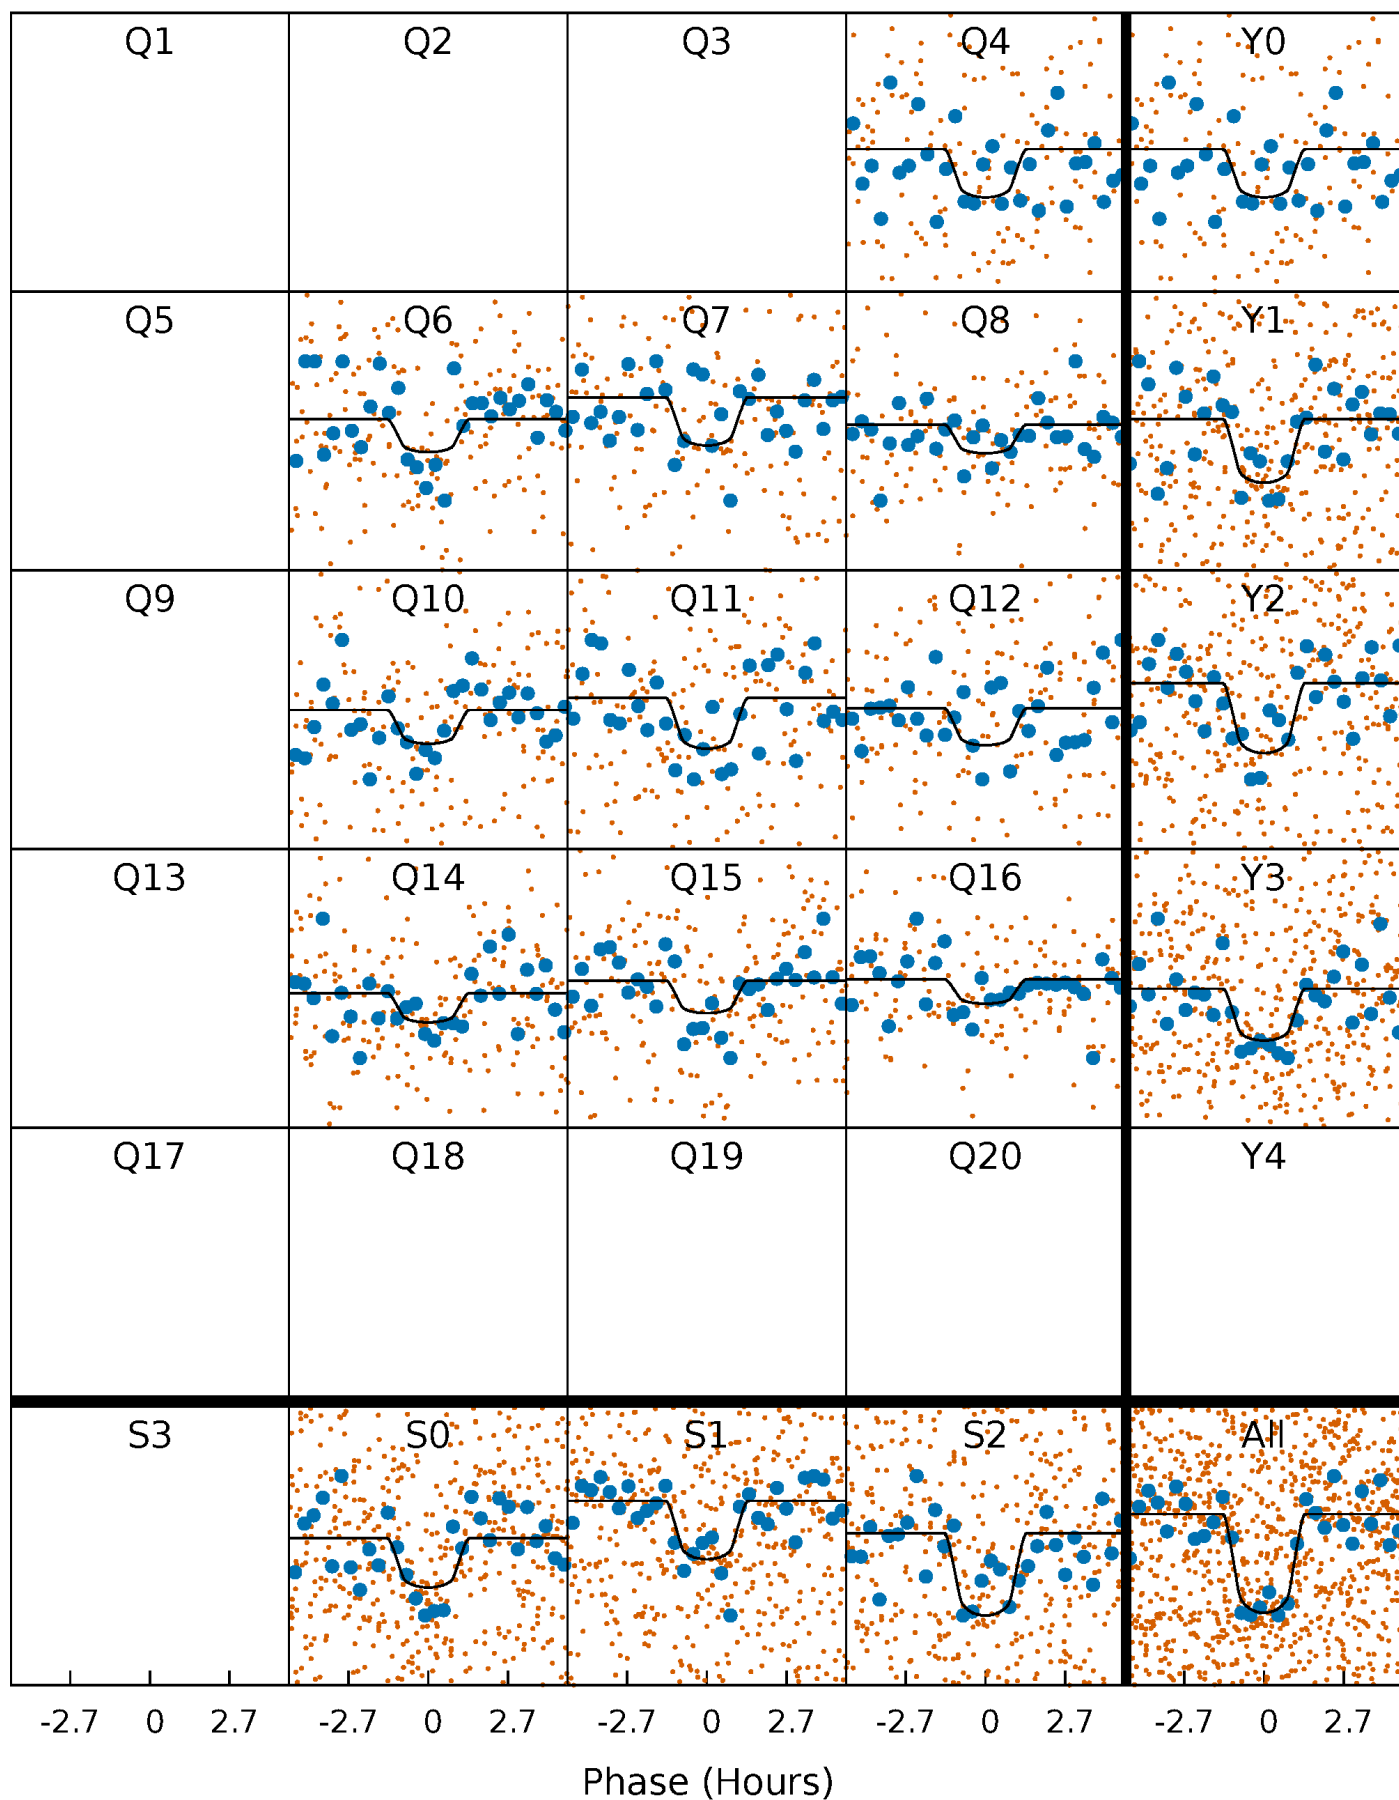 Q1 Q2 Q3 Q4 Y0
Q5 Q6 Q7 Q8 Y1
Q9 Q10 Q11 Q12 Y2
Q13 Q14 Q15 Q16 Y3
Q17 Q18 Q19 Q20 Y4
S3 S0 S1 S2 All
-2.7 0 2.7 -2.7 0 2.7 -2.7 0 2.7 -2.7 0 2.7 -2.7 0 2.7
Phase (Hours)